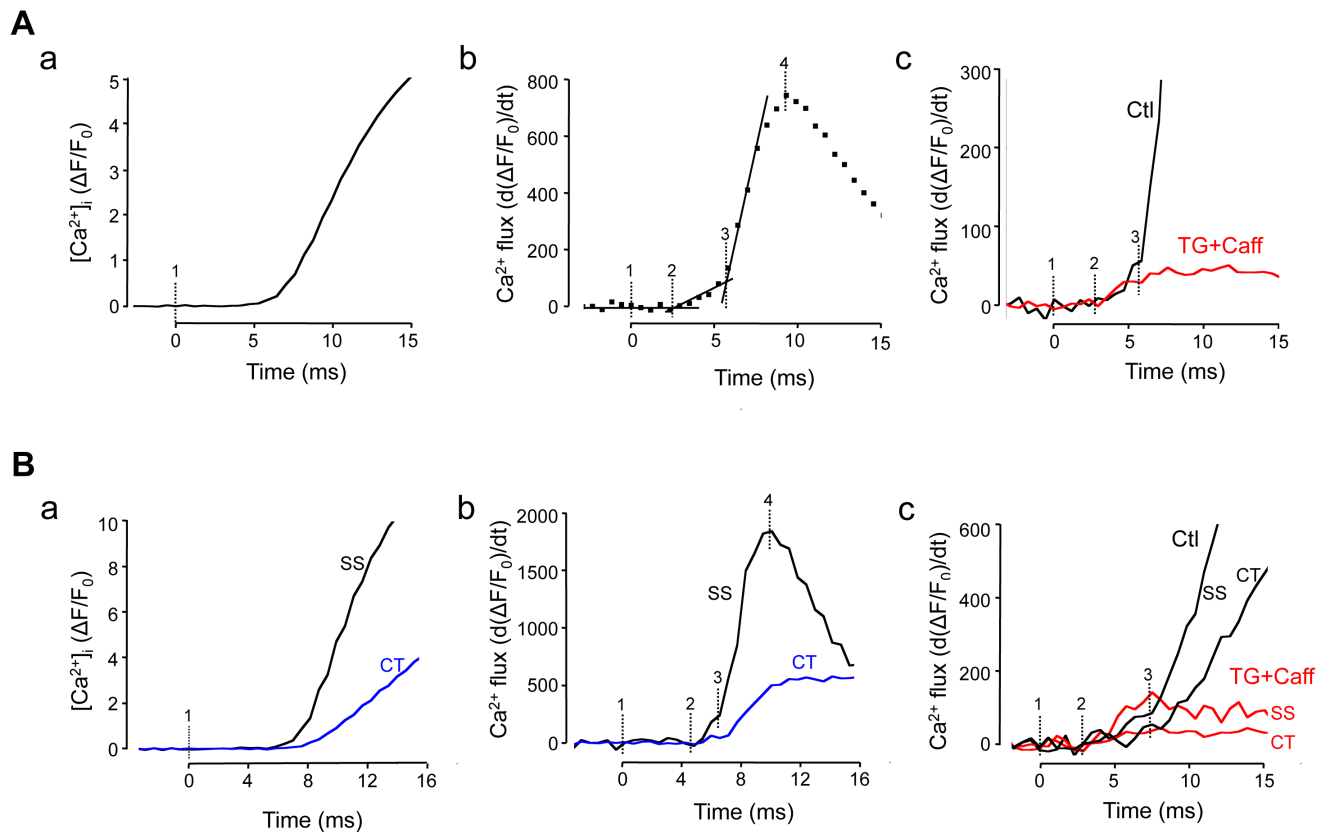 A
a
b
c
[Ca²⁺]ᵢ (ΔF/F₀)
5
4
3
2
1
0
1
0
5
10
15
Time (ms)
Ca²⁺ flux (d(ΔF/F₀)/dt)
800
600
400
200
0
1
2
3
4
0
5
10
15
Time (ms)
Ca²⁺ flux (d(ΔF/F₀)/dt)
300
200
100
0
1
2
3
Ctl
TG+Caff
0
5
10
15
Time (ms)
B
a
b
c
[Ca²⁺]ᵢ (ΔF/F₀)
10
8
6
4
2
0
1
SS
CT
0
4
8
12
16
Time (ms)
Ca²⁺ flux (d(ΔF/F₀)/dt)
2000
1500
1000
500
0
1
2
3
4
SS
CT
0
4
8
12
16
Time (ms)
Ca²⁺ flux (d(ΔF/F₀)/dt)
600
400
200
0
1
2
3
Ctl
SS
CT
TG+Caff
SS
CT
0
5
10
15
Time (ms)